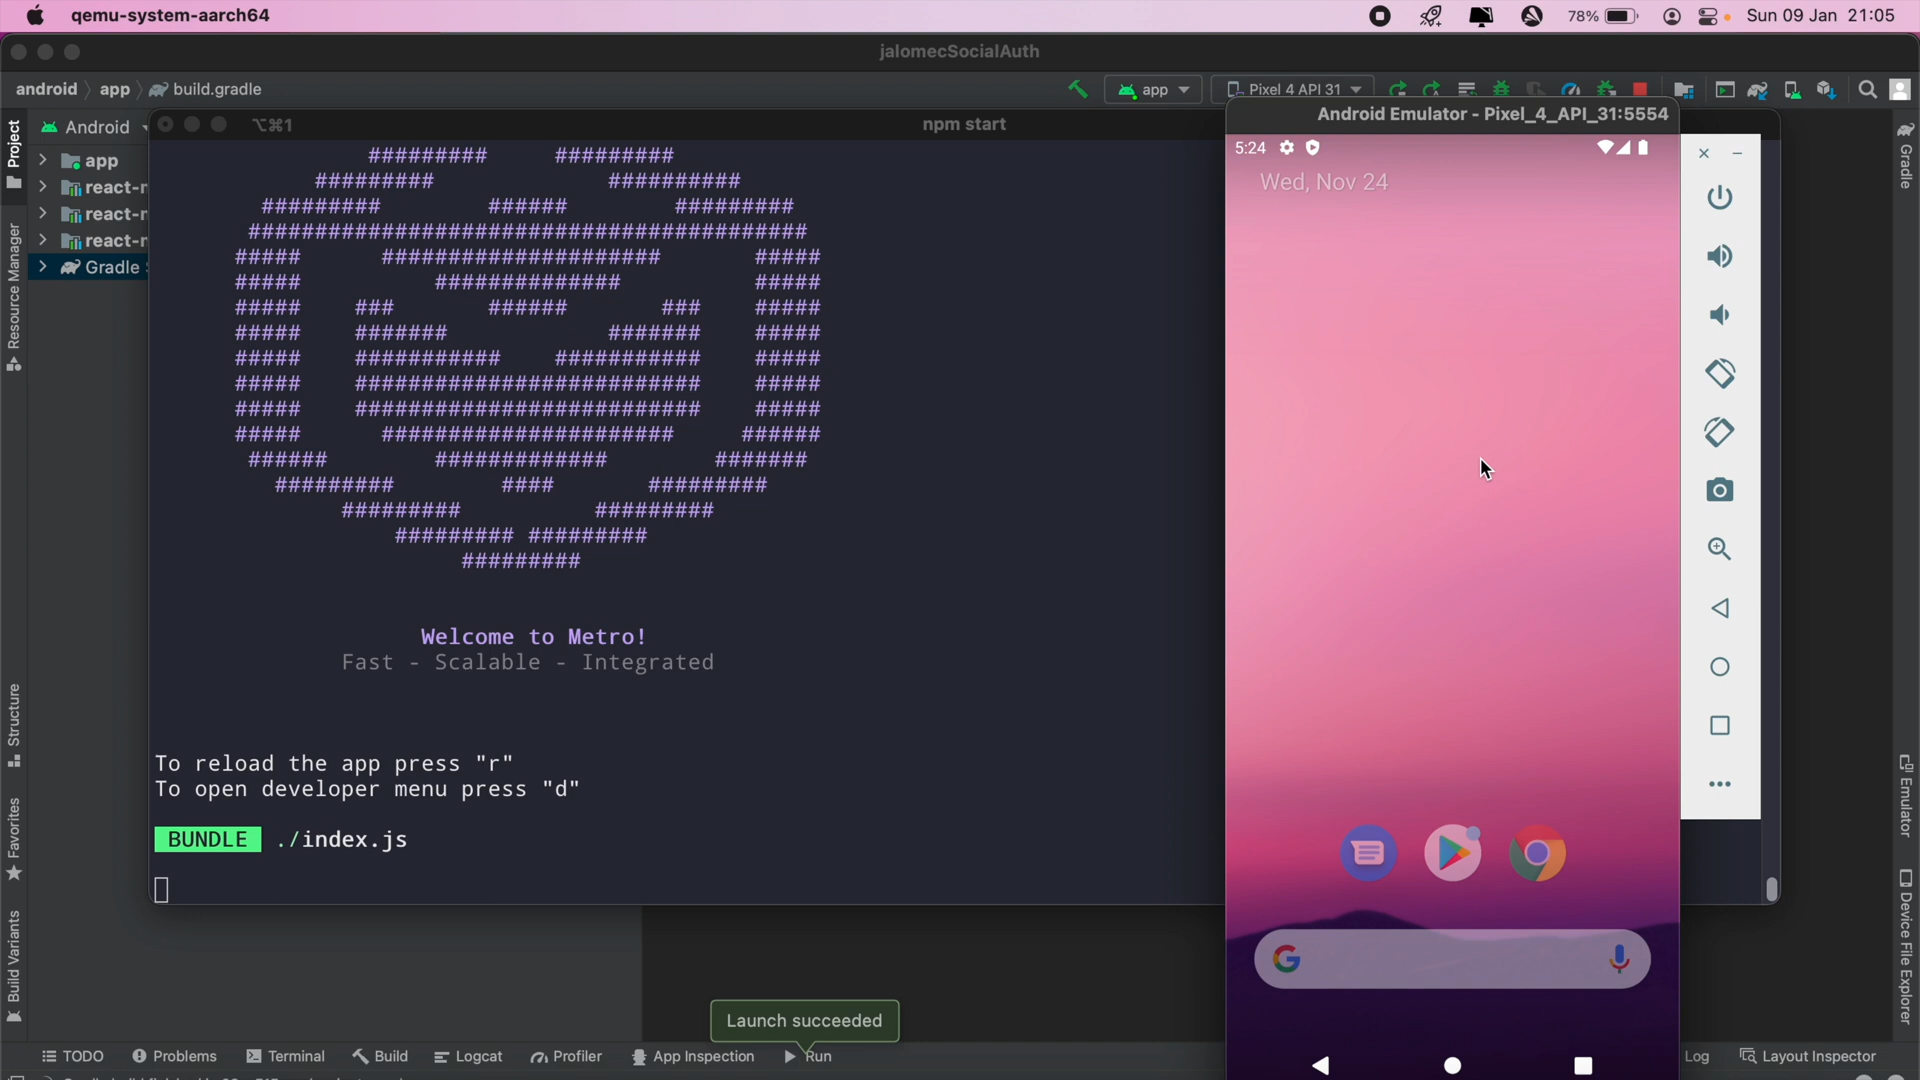 qemu-system-aarch64
78%
Sun 09 Jan 21:05
jalomecSocialAuth
android
app
build.gradle
app
Pixel 4 API 31
Android
⌥⌘1
npm start
Android Emulator - Pixel_4_API_31:5554
Project
Resource Manager
Structure
Favorites
Build Variants
app
Gradle
######### #########
######### ##########
######### ###### #########
##########################################
##### ##################### #####
##### ############## #####
##### ### ###### ### #####
##### ####### ####### #####
##### ########### ########### #####
##### ########################## #####
##### ########################## #####
##### ###################### ######
###### ############# #######
######### #### #########
######### #########
######### #########
#########
Welcome to Metro!
Fast - Scalable - Integrated
To reload the app press "r"
To open developer menu press "d"
BUNDLE ./index.js
5:24
Wed, Nov 24
Gradle
Emulator
Device File Explorer
Launch succeeded
TODO
Problems
Terminal
Build
Logcat
Profiler
App Inspection
Run
Log
Layout Inspector